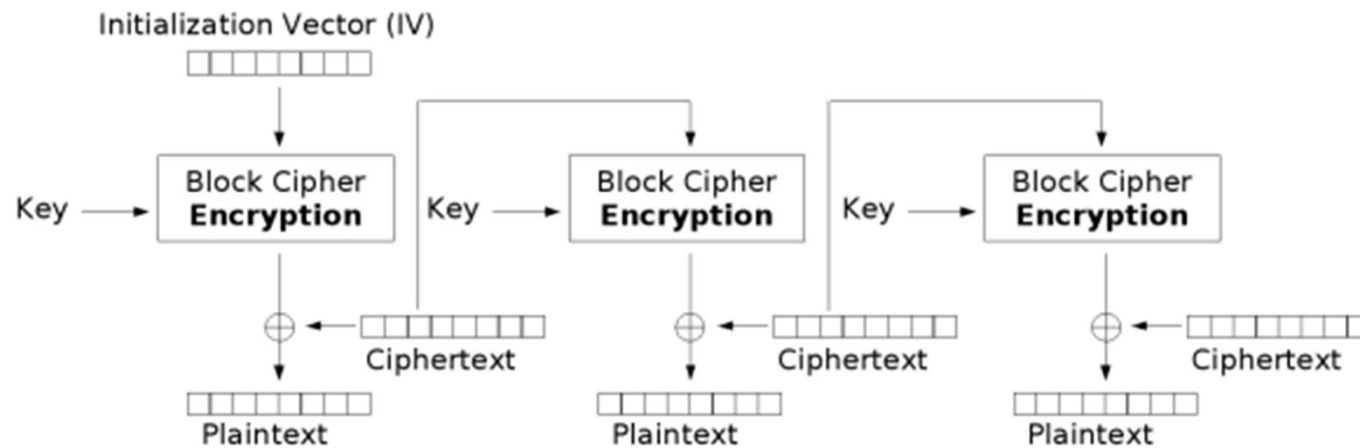 Initialization Vector (IV)
Key
Block Cipher
Encryption
Key
Block Cipher
Encryption
Key
Block Cipher
Encryption
Ciphertext
Ciphertext
Ciphertext
Plaintext
Plaintext
Plaintext